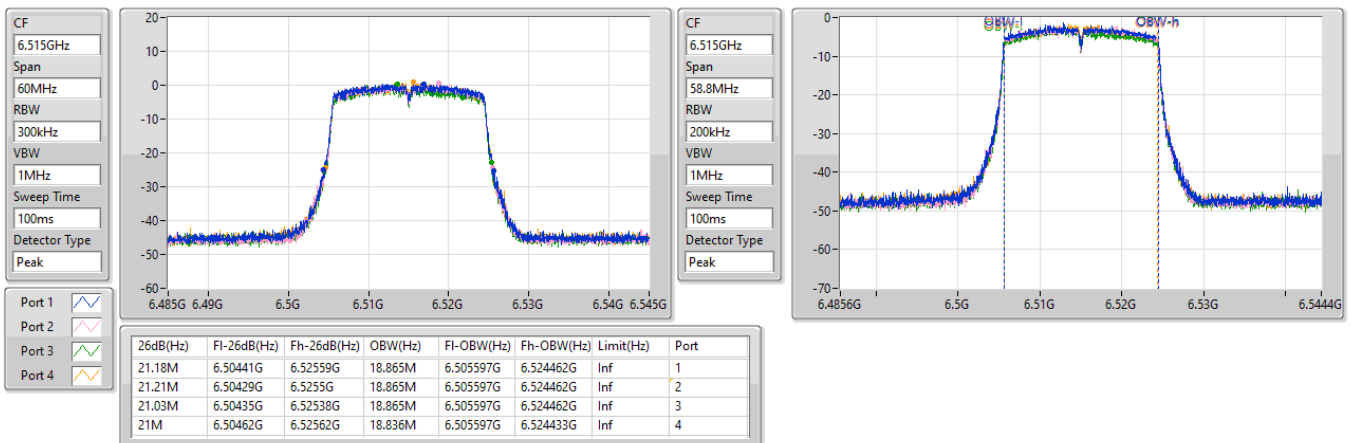 CF
6.515GHz
Span
60MHz
RBW
300kHz
VBW
1MHz
Sweep Time
100ms
Detector Type
Peak
20
10
0
-10
-20
-30
-40
-50
-60
6.485G 6.49G 6.5G 6.51G 6.52G 6.53G 6.54G 6.545G
CF
6.515GHz
Span
58.8MHz
RBW
200kHz
VBW
1MHz
Sweep Time
100ms
Detector Type
Peak
OBW-l OBW-h
0
-10
-20
-30
-40
-50
-60
-70
6.4856G 6.5G 6.51G 6.52G 6.53G 6.5444G
Port 1
Port 2
Port 3
Port 4
26dB(Hz) Fl-26dB(Hz) Fh-26dB(Hz) OBW(Hz) Fl-OBW(Hz) Fh-OBW(Hz) Limit(Hz) Port
21.18M 6.50441G 6.52559G 18.865M 6.505597G 6.524462G Inf 1
21.21M 6.50429G 6.5255G 18.865M 6.505597G 6.524462G Inf 2
21.03M 6.50435G 6.52538G 18.865M 6.505597G 6.524462G Inf 3
21M 6.50462G 6.52562G 18.836M 6.505597G 6.524433G Inf 4